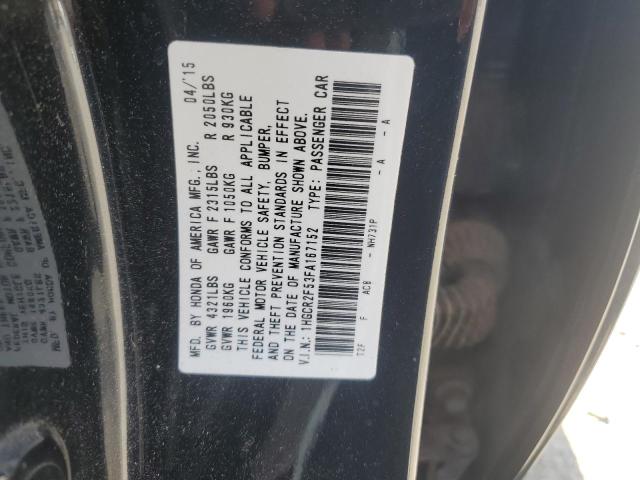 MFD. BY HONDA OF AMERICA MFG., INC. 04/'15
GVWR 4321LBS GAWR F 2315LBS R 2050LBS
GVWR 1960KG GAWR F 1050KG R 930KG
THIS VEHICLE CONFORMS TO ALL APPLICABLE
FEDERAL MOTOR VEHICLE SAFETY, BUMPER,
AND THEFT PREVENTION STANDARDS IN EFFECT
ON THE DATE OF MANUFACTURE SHOWN ABOVE.
V.I.N.: 1HGCR2F53FA167152 TYPE: PASSENGER CAR
T2F F AC8 - NH731P - A - A